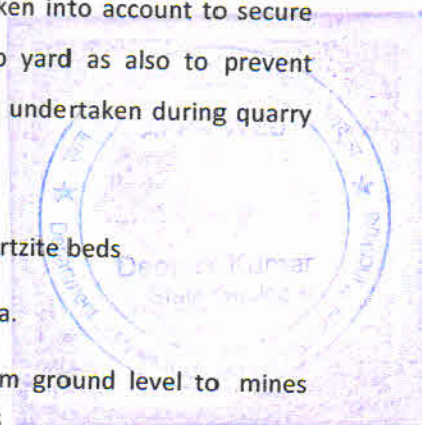 ken into account to secure
yard as also to prevent
undertaken during quarry
rtzite beds
a.
m ground level to mines
Kumar
State